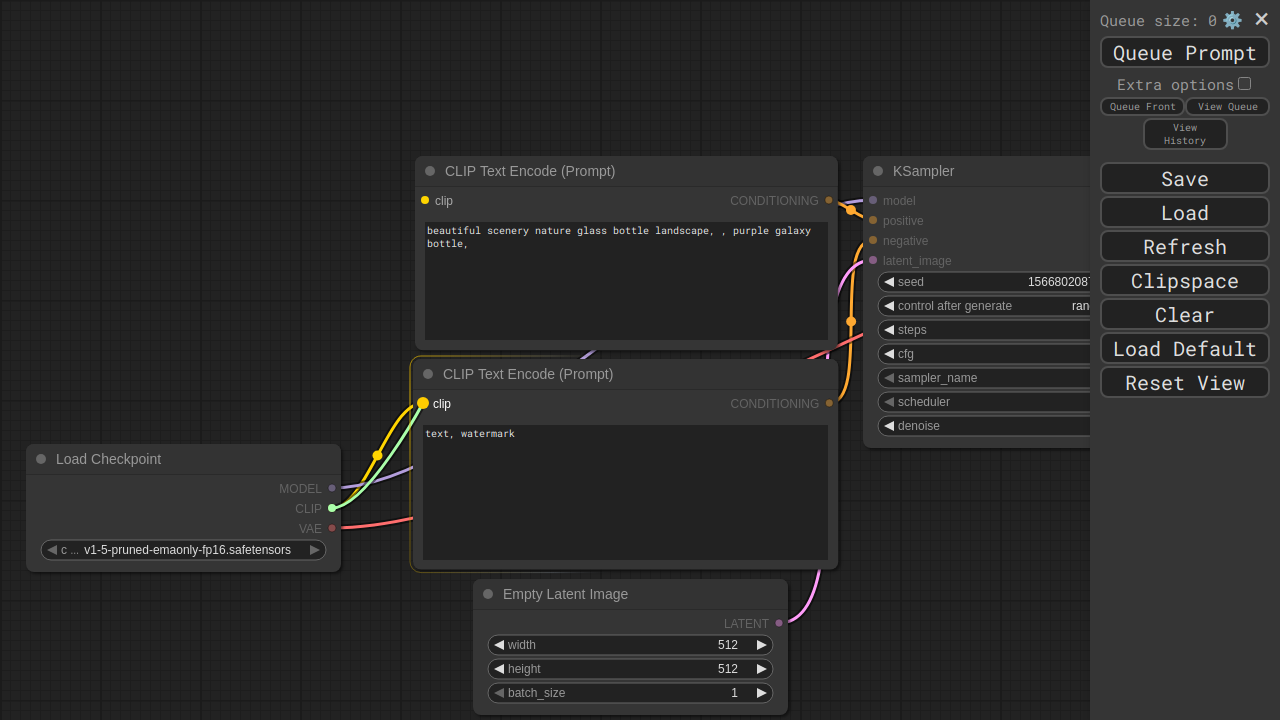 Queue size: 0
Queue Prompt
Extra options
Queue Front
View Queue
View
History
Save
Load
Refresh
Clipspace
Clear
Load Default
Reset View
CLIP Text Encode (Prompt)
clip
CONDITIONING
beautiful scenery nature glass bottle landscape, , purple galaxy
bottle,
KSampler
model
positive
negative
latent_image
seed
control after generate
steps
cfg
sampler_name
scheduler
denoise
CLIP Text Encode (Prompt)
clip
CONDITIONING
text, watermark
Load Checkpoint
MODEL
CLIP
VAE
c ... v1-5-pruned-emaonly-fp16.safetensors
Empty Latent Image
LATENT
width 512
height 512
batch_size 1